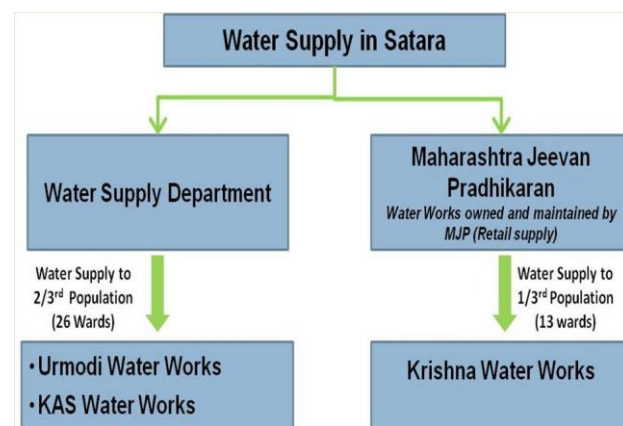 Water Supply in Satara
Water Supply Department
Maharashtra Jeevan
Pradhikaran
Water Works owned and maintained by
MJP (Retail supply)
Water Supply to
2/3rd Population
(26 Wards)
Water Supply to
1/3rd Population
(13 wards)
• Urmodi Water Works
• KAS Water Works
Krishna Water Works